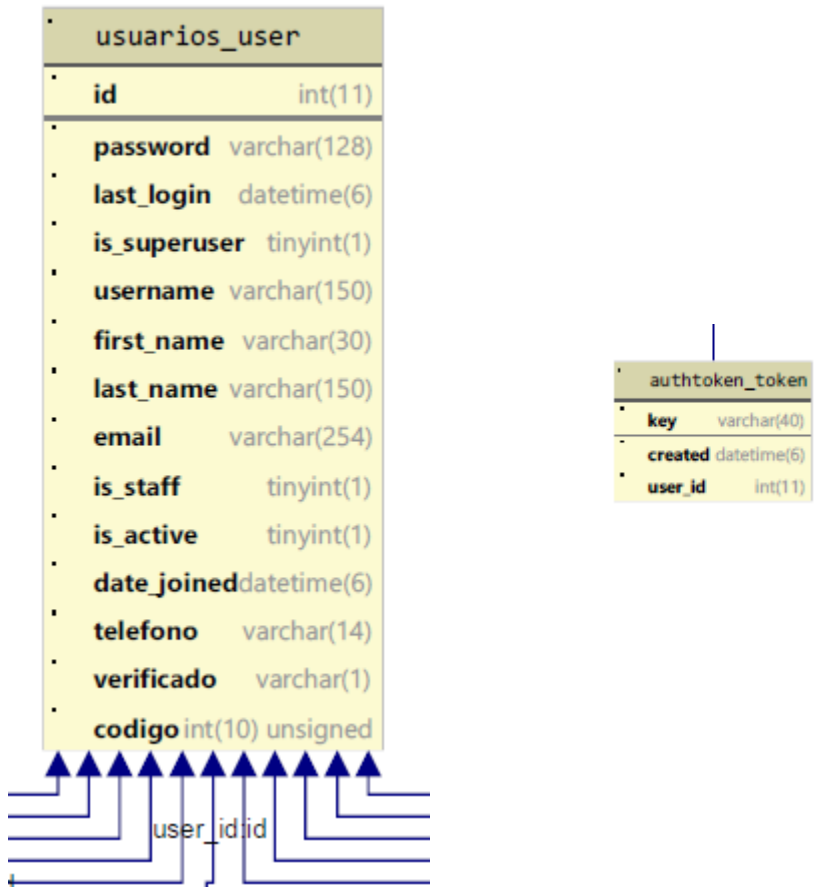 usuarios_user
id int(11)
password varchar(128)
last_login datetime(6)
is_superuser tinyint(1)
username varchar(150)
first_name varchar(30)
last_name varchar(150)
email varchar(254)
is_staff tinyint(1)
is_active tinyint(1)
date_joined datetime(6)
telefono varchar(14)
verificado varchar(1)
codigo int(10) unsigned
user_id:id
authtoken_token
key varchar(40)
created datetime(6)
user_id int(11)